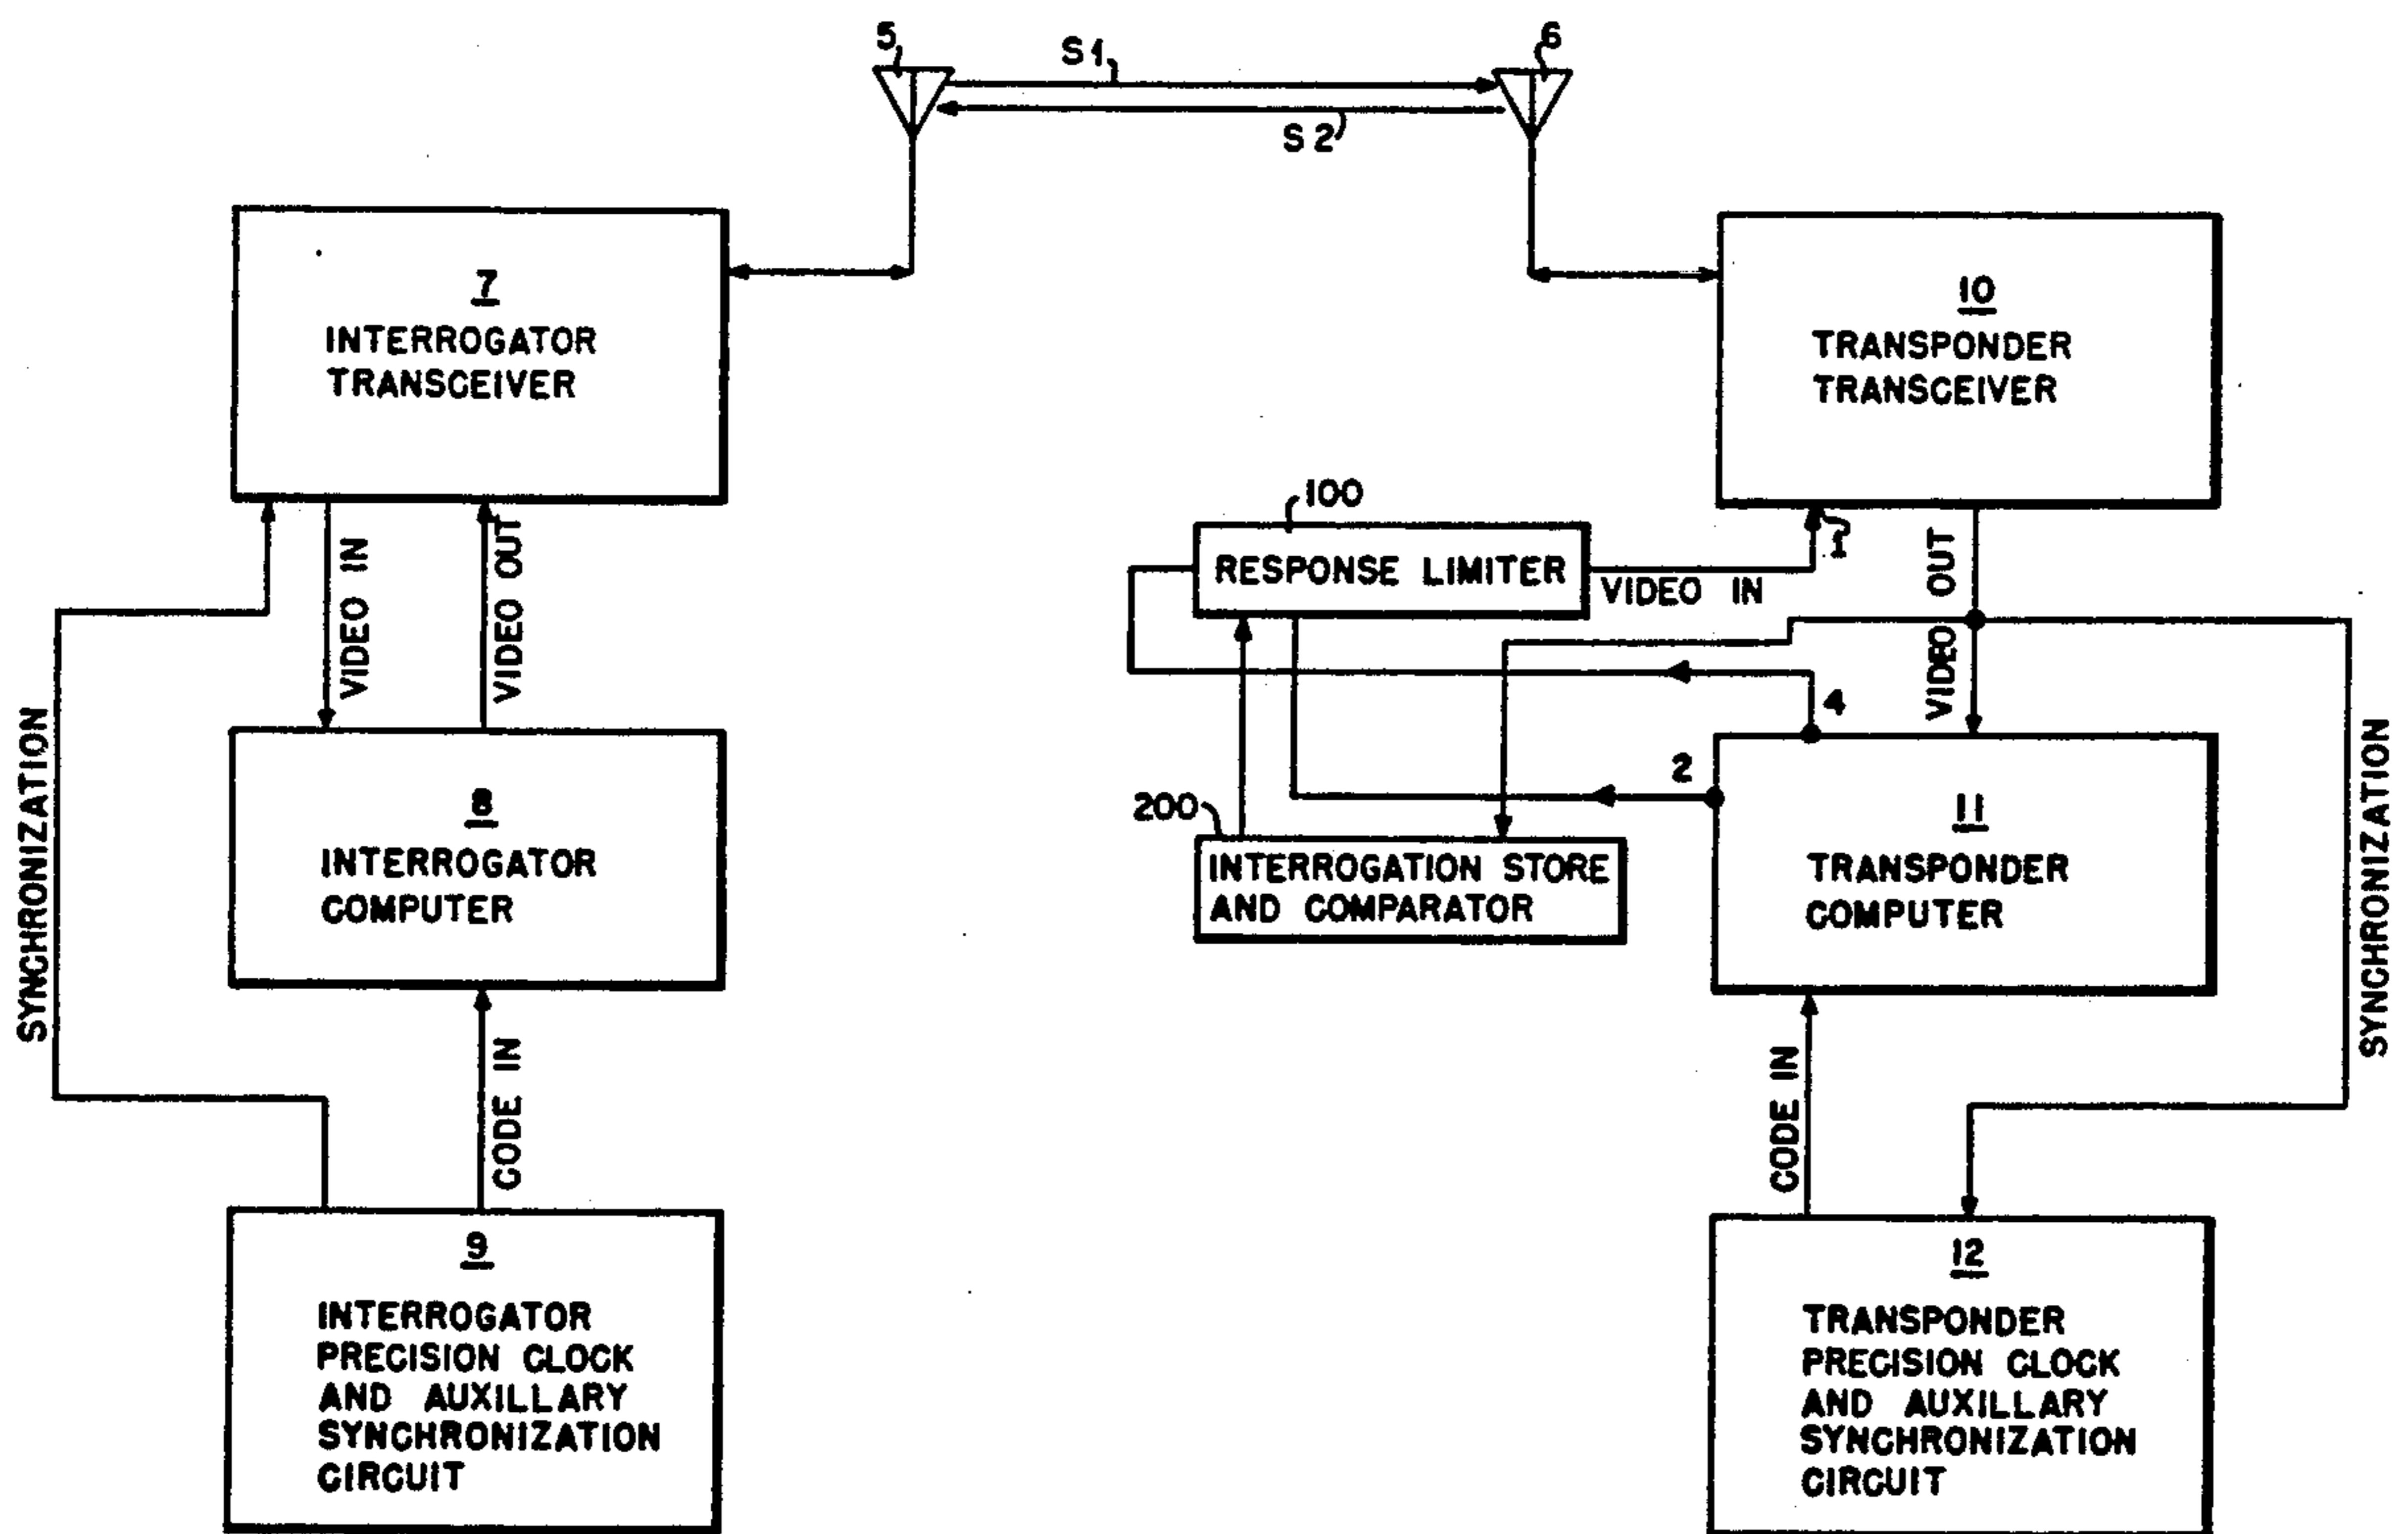 5
S1
6
S2
7
INTERROGATOR
TRANSCEIVER
10
TRANSPONDER
TRANSCEIVER
100
RESPONSE LIMITER
VIDEO IN
1
VIDEO IN
VIDEO OUT
VIDEO OUT
4
2
200
INTERROGATION STORE
AND COMPARATOR
SYNCHRONIZATION
8
INTERROGATOR
COMPUTER
11
TRANSPONDER
COMPUTER
SYNCHRONIZATION
CODE IN
CODE IN
9
INTERROGATOR
PRECISION CLOCK
AND AUXILLARY
SYNCHRONIZATION
CIRCUIT
12
TRANSPONDER
PRECISION CLOCK
AND AUXILLARY
SYNCHRONIZATION
CIRCUIT